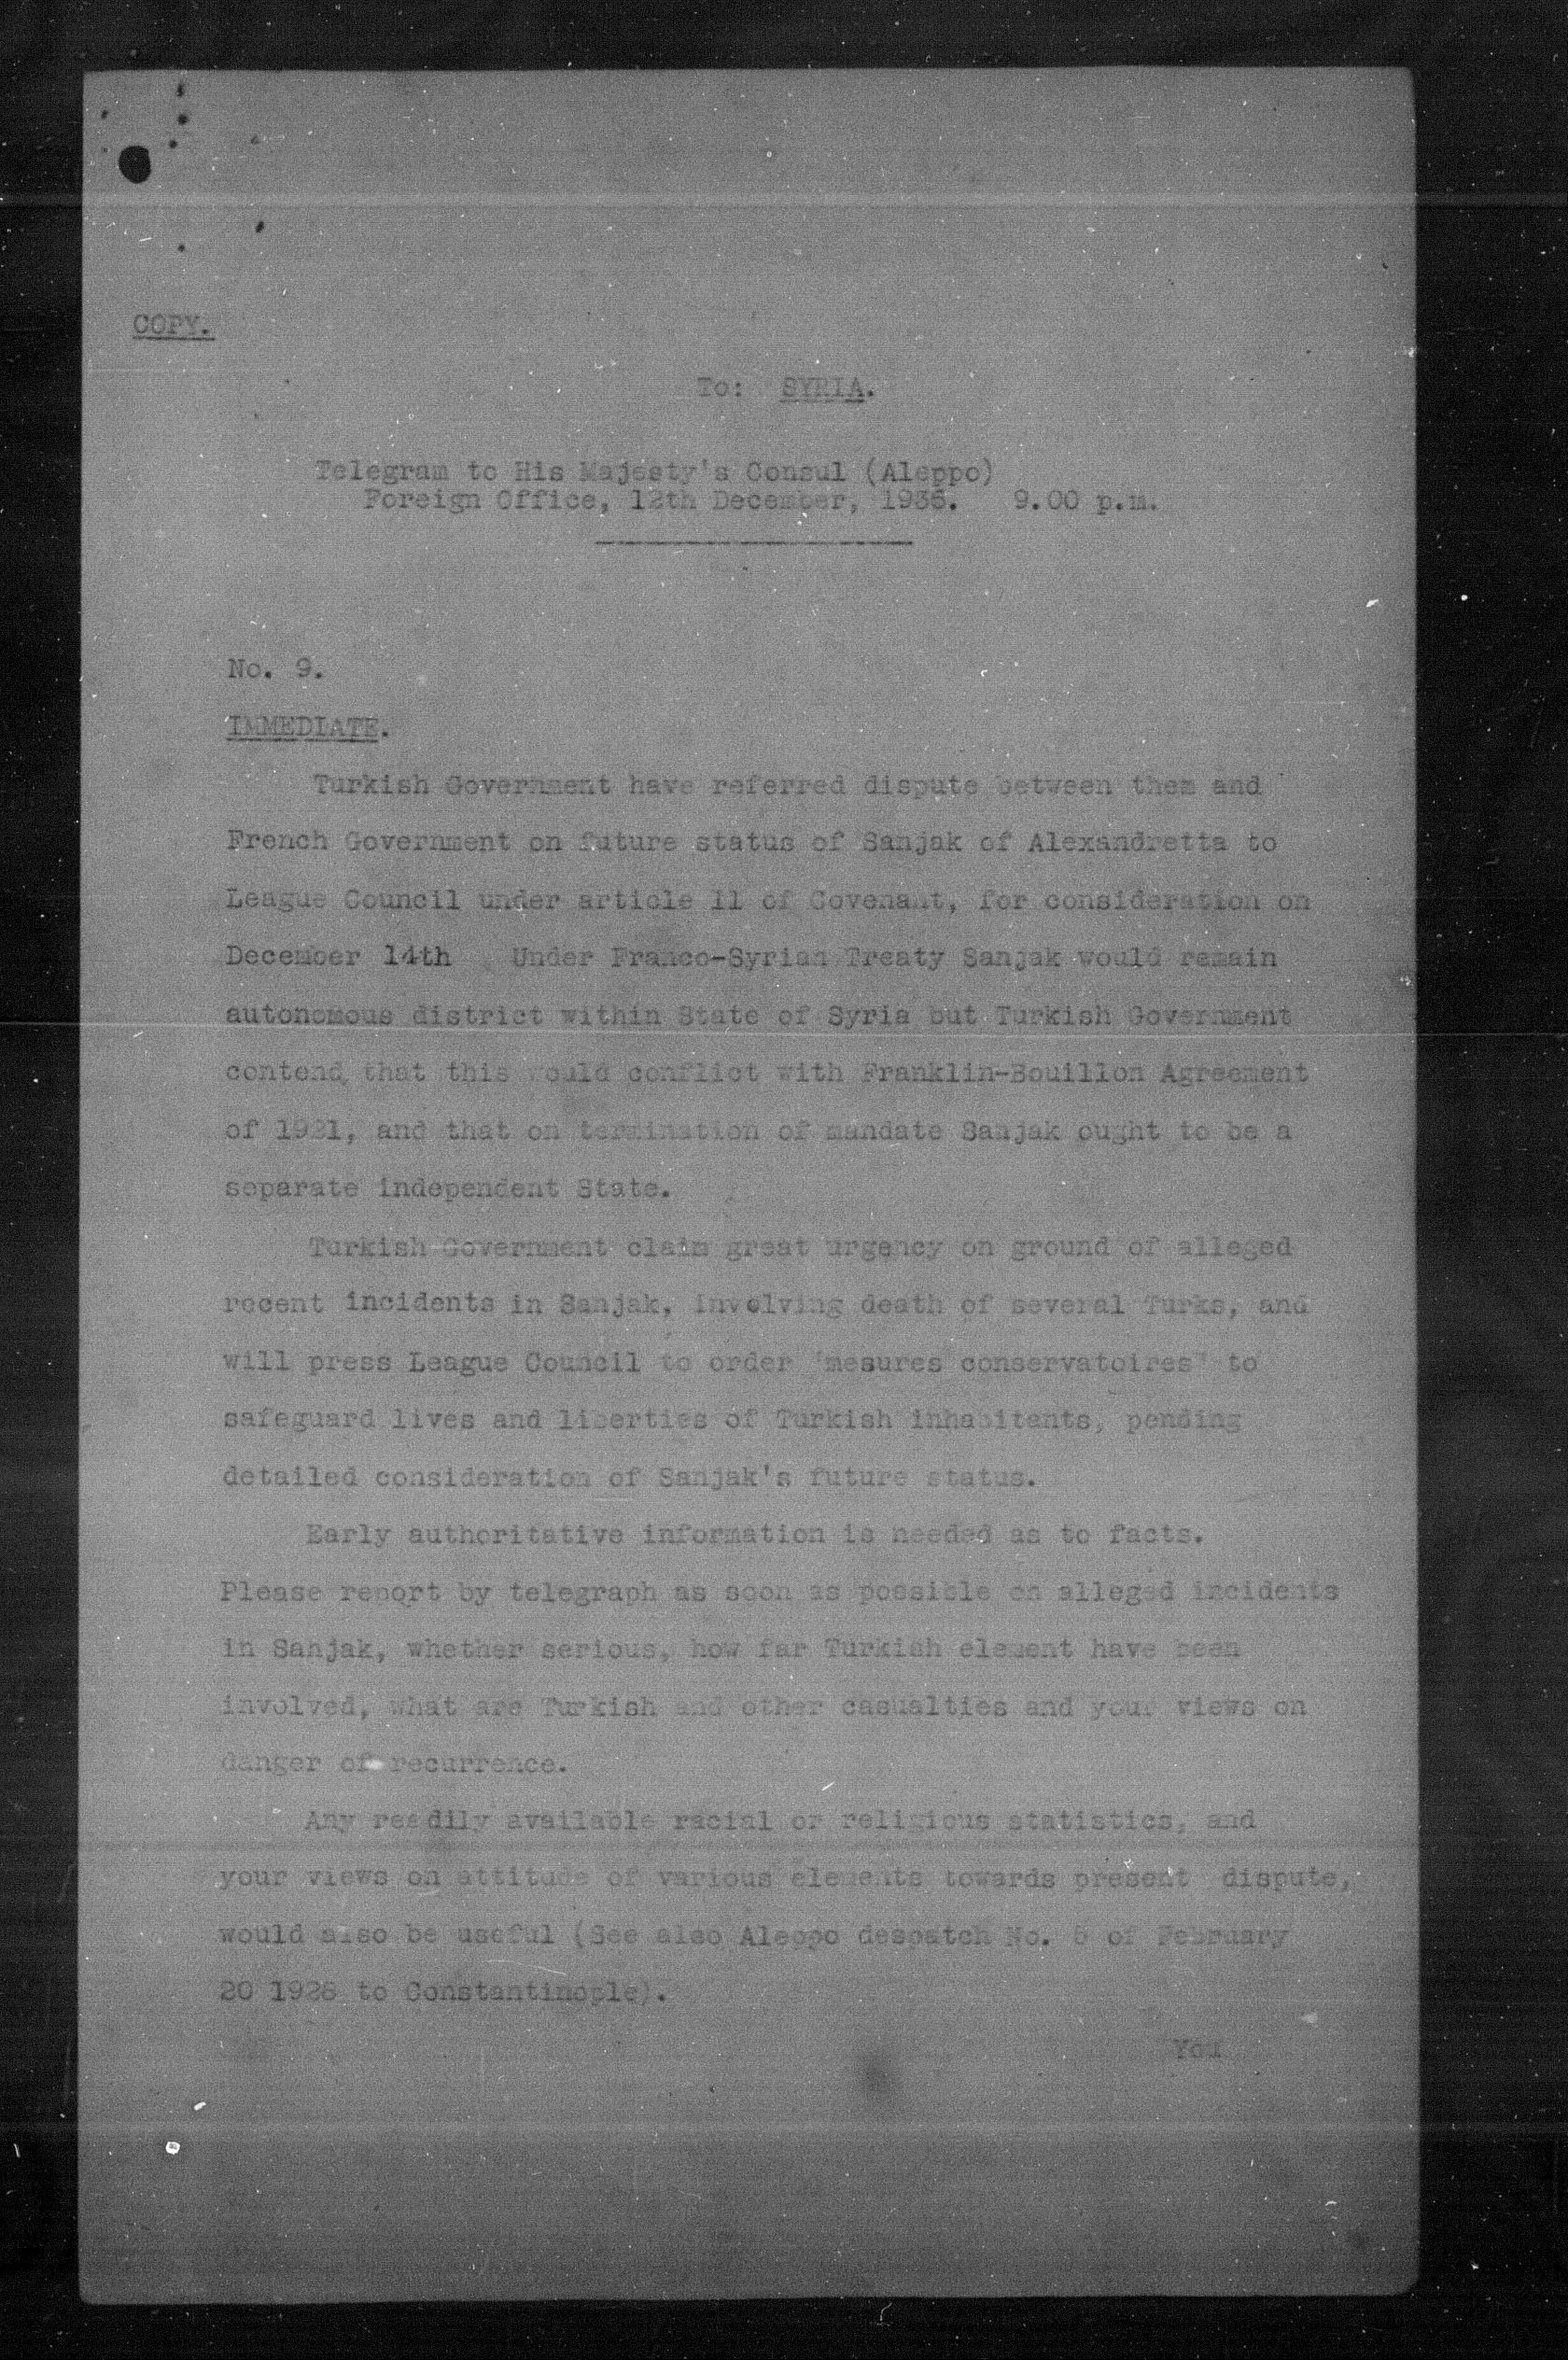 COPY.
To: SYRIA.
Telegram to His Majesty's Consul (Aleppo)
Foreign Office, 12th December, 1936. 9.00 p.m.
No. 9.
IMMEDIATE.
Turkish Government have referred dispute between them and
French Government on future status of Sanjak of Alexandretta to
League Council under article 11 of Covenant, for consideration on
December 14th Under Franco-Syrian Treaty Sanjak would remain
autonomous district within State of Syria but Turkish Government
contend, that this would conflict with Franklin-Bouillon Agreement
of 1921, and that on termination of mandate Sanjak ought to be a
separate independent State.
Turkish Government claim great urgency on ground of alleged
recent incidents in Sanjak, involving death of several Turks, and
will press League Council to order "mesures conservatoires" to
safeguard lives and liberties of Turkish inhabitants, pending
detailed consideration of Sanjak's future status.
Early authoritative information is needed as to facts.
Please report by telegraph as soon as possible on alleged incidents
in Sanjak, whether serious, how far Turkish element have been
involved, what are Turkish and other casualties and your views on
danger of recurrence.
Any readily available racial or religious statistics, and
your views on attitude of various elements towards present dispute,
would also be useful (See also Aleppo despatch No. of February
20 1928 to Constantinople).
You